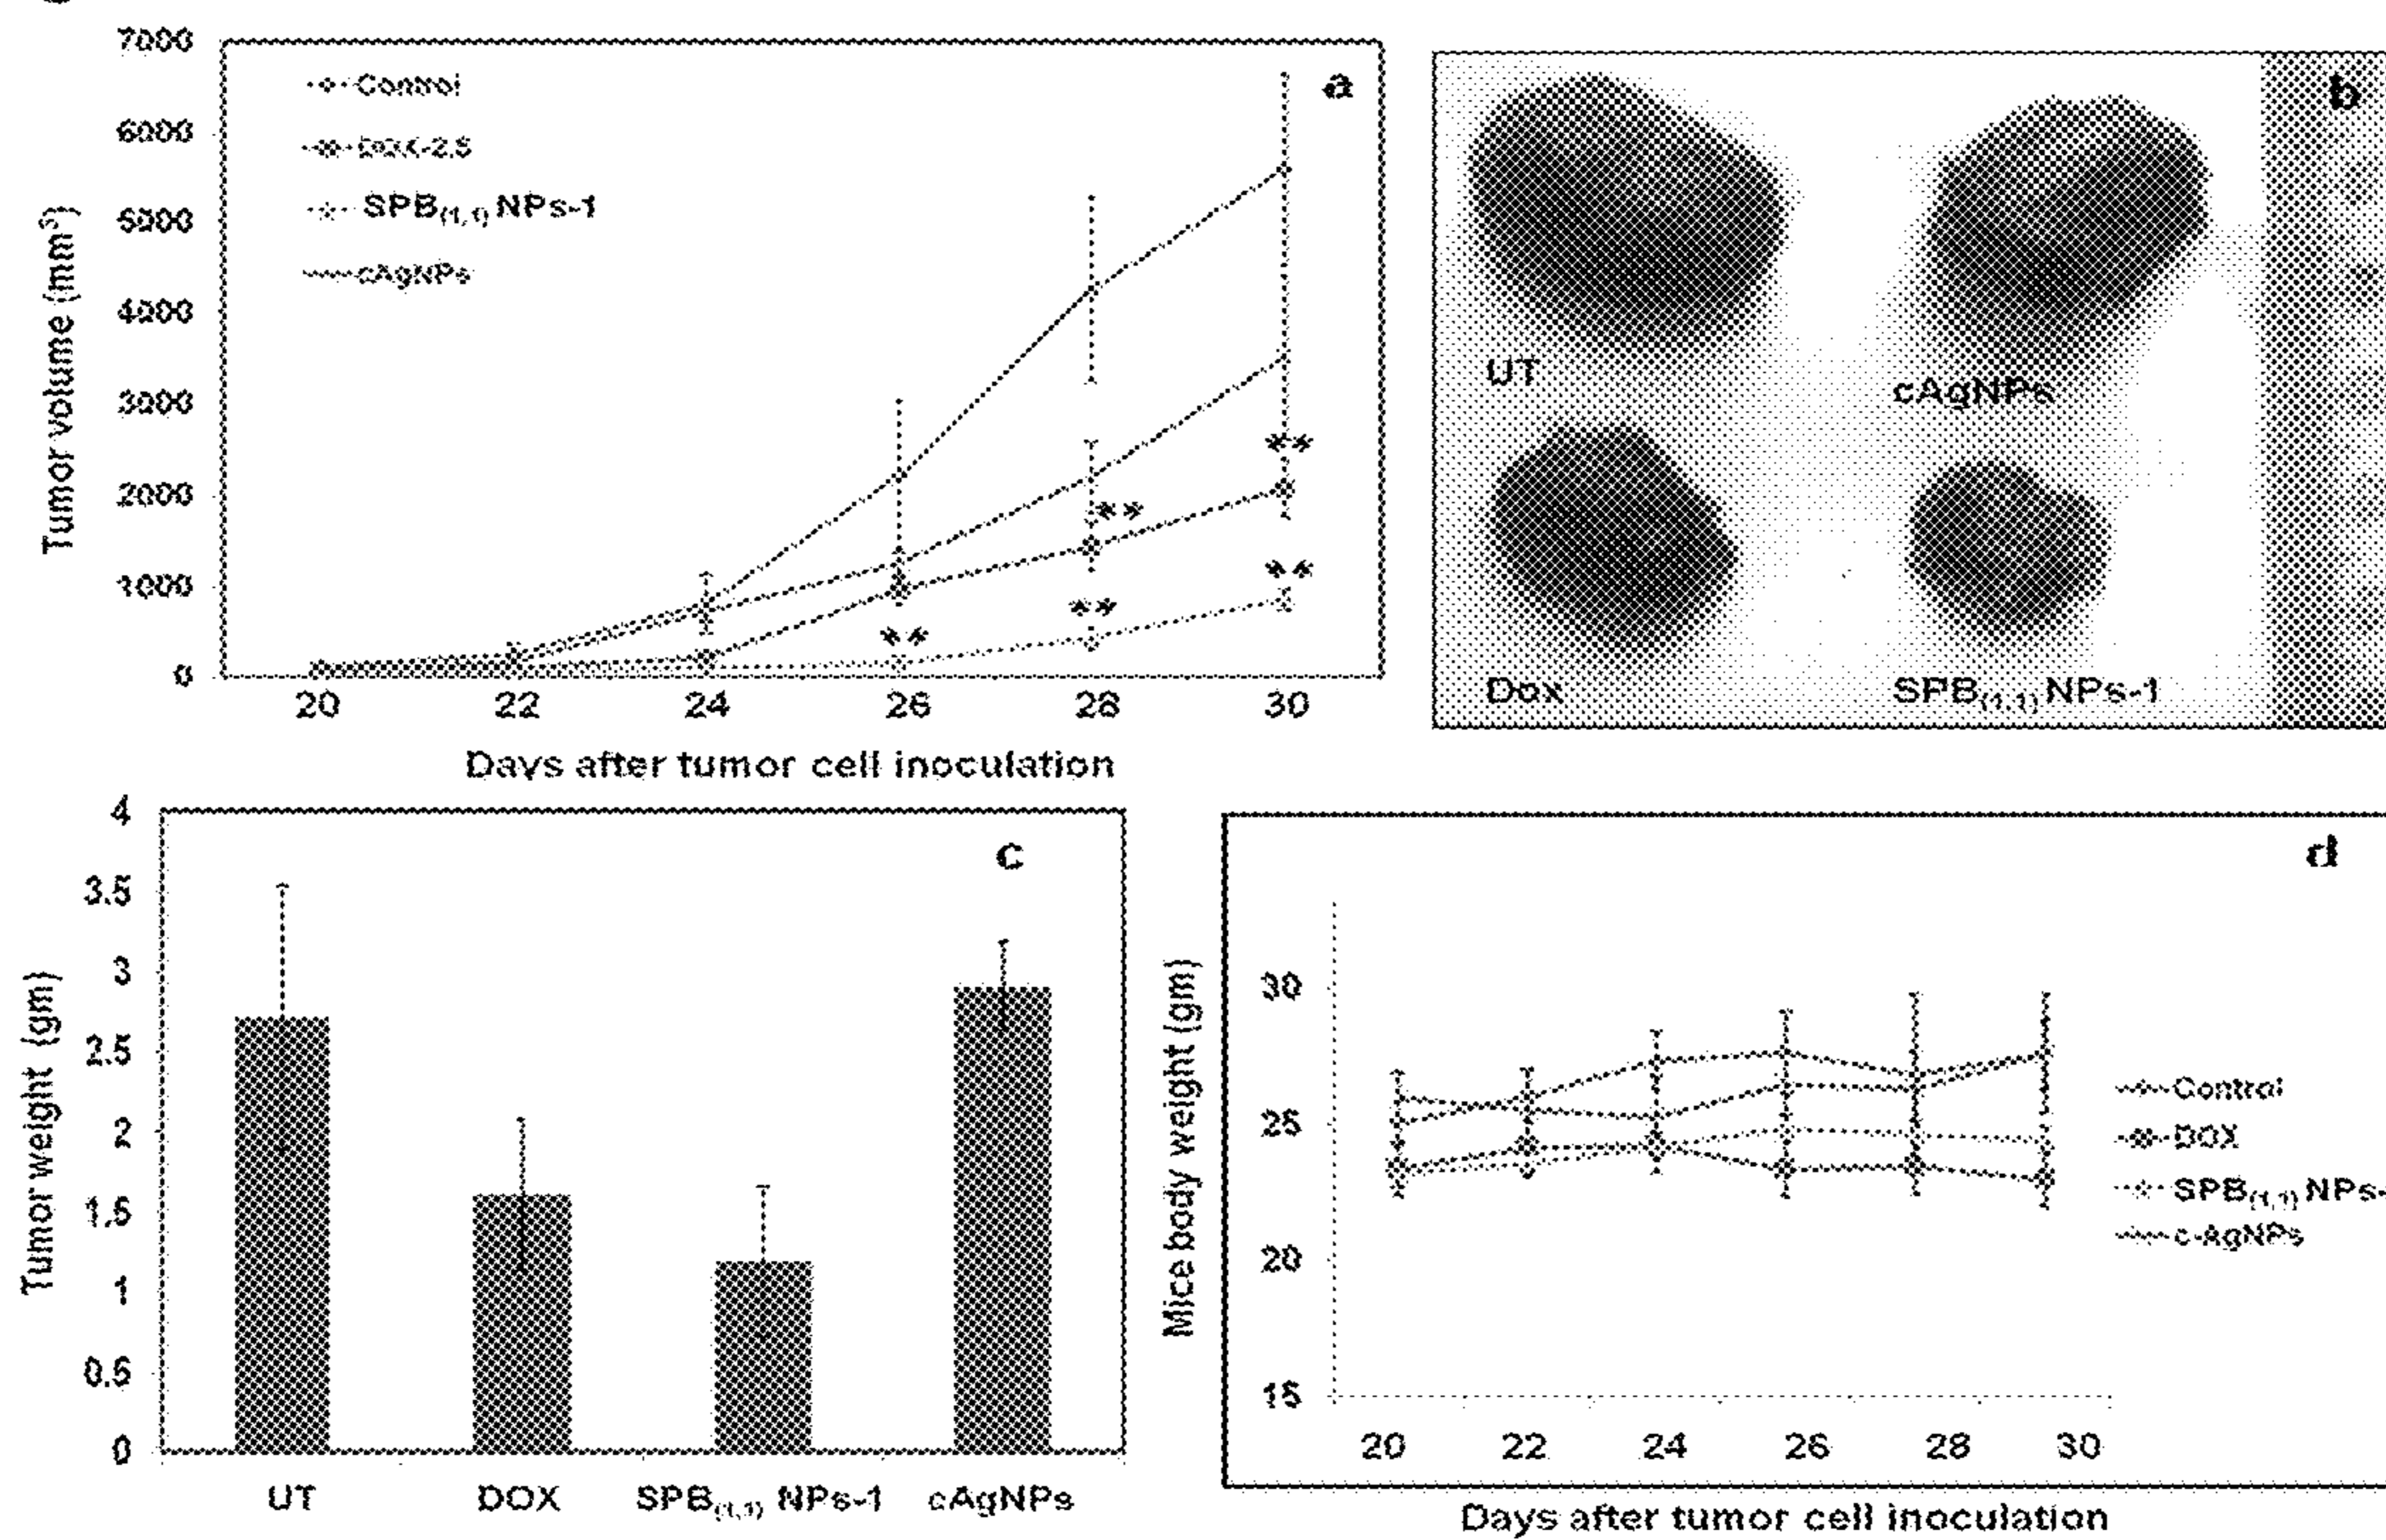 7000
6000
5000
4000
3000
2000
1000
0
Tumor volume (mm³)
Control
DOX-2.5
SPB(1,1) NPs-1
cAgNPs
a
**
**
**
**
**
20 22 24 26 28 30
Days after tumor cell inoculation
b
UT
cAgNPs
Dox
SPB(1,1) NPs-1
4
3.5
3
2.5
2
1.5
1
0.5
0
Tumor weight (gm)
c
UT DOX SPB(1,1) NPs-1 cAgNPs
d
30
25
20
15
Mice body weight (gm)
Control
DOX
SPB(1,1) NPs-
c-AgNPs
20 22 24 26 28 30
Days after tumor cell inoculation